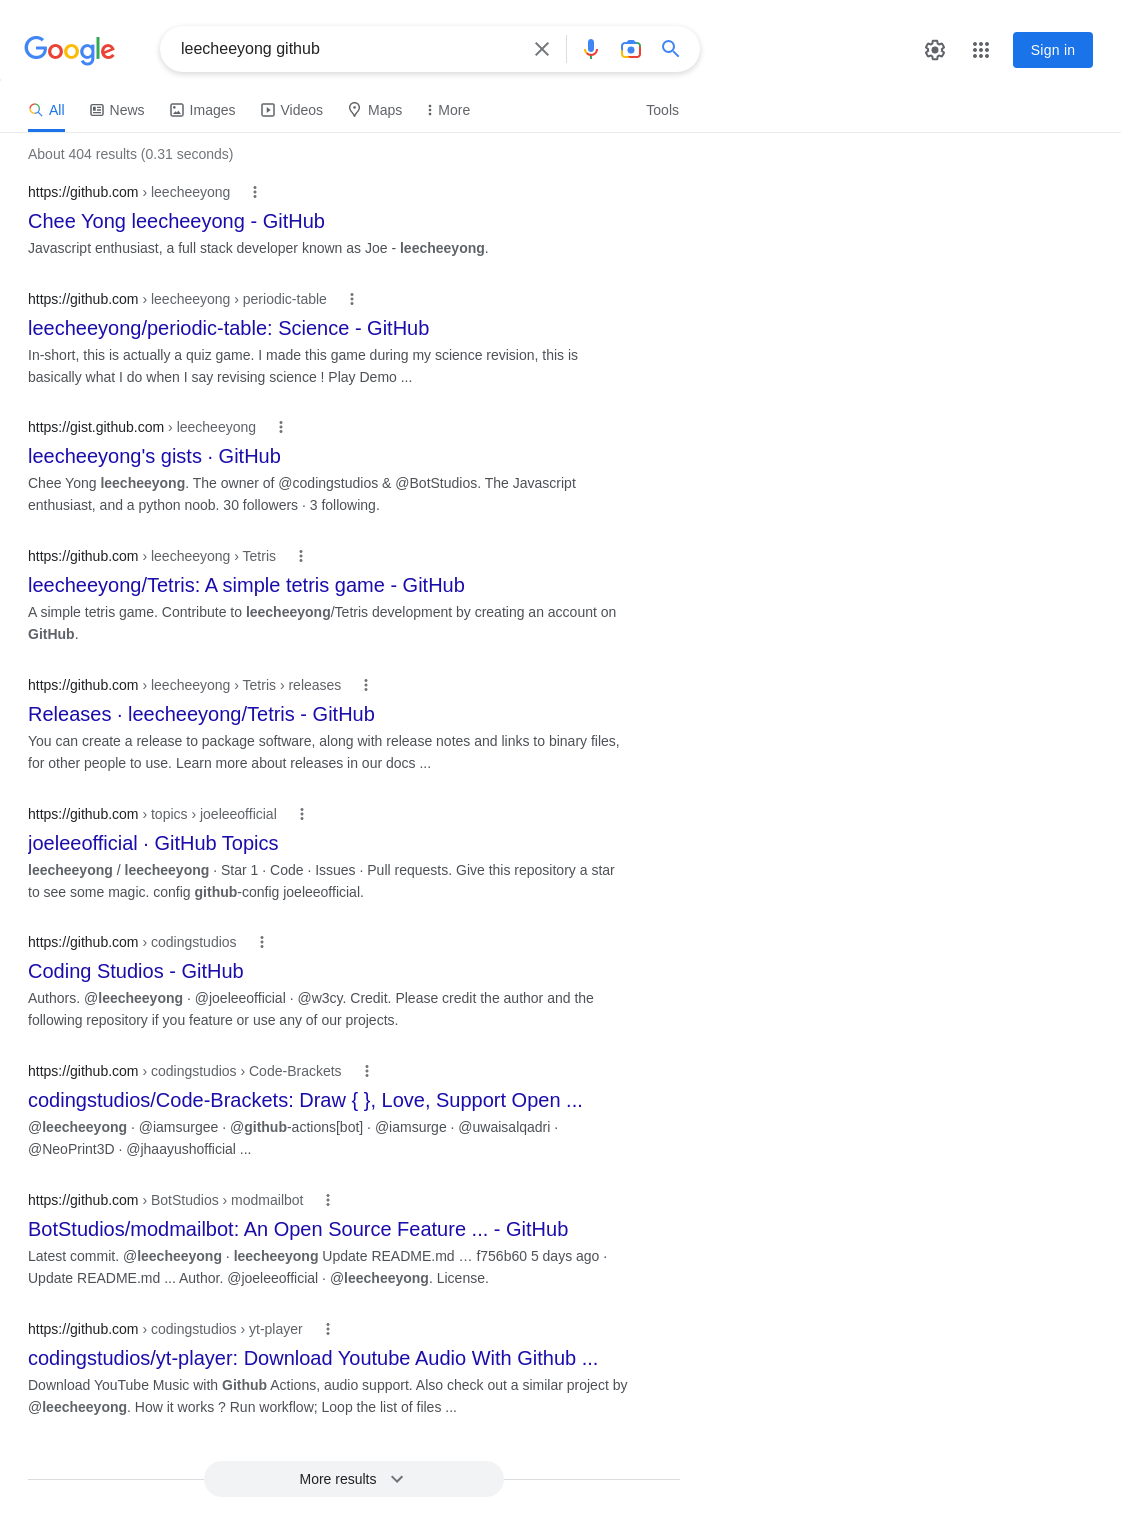 Google
leecheeyong github
Sign in
All News Images Videos Maps More Tools
About 404 results (0.31 seconds)
https://github.com › leecheeyong
Chee Yong leecheeyong - GitHub
Javascript enthusiast, a full stack developer known as Joe - leecheeyong.
https://github.com › leecheeyong › periodic-table
leecheeyong/periodic-table: Science - GitHub
In-short, this is actually a quiz game. I made this game during my science revision, this is
basically what I do when I say revising science ! Play Demo ...
https://gist.github.com › leecheeyong
leecheeyong's gists · GitHub
Chee Yong leecheeyong. The owner of @codingstudios & @BotStudios. The Javascript
enthusiast, and a python noob. 30 followers · 3 following.
https://github.com › leecheeyong › Tetris
leecheeyong/Tetris: A simple tetris game - GitHub
A simple tetris game. Contribute to leecheeyong/Tetris development by creating an account on
GitHub.
https://github.com › leecheeyong › Tetris › releases
Releases · leecheeyong/Tetris - GitHub
You can create a release to package software, along with release notes and links to binary files,
for other people to use. Learn more about releases in our docs ...
https://github.com › topics › joeleeofficial
joeleeofficial · GitHub Topics
leecheeyong / leecheeyong · Star 1 · Code · Issues · Pull requests. Give this repository a star
to see some magic. config github-config joeleeofficial.
https://github.com › codingstudios
Coding Studios - GitHub
Authors. @leecheeyong · @joeleeofficial · @w3cy. Credit. Please credit the author and the
following repository if you feature or use any of our projects.
https://github.com › codingstudios › Code-Brackets
codingstudios/Code-Brackets: Draw { }, Love, Support Open ...
@leecheeyong · @iamsurgee · @github-actions[bot] · @iamsurge · @uwaisalqadri ·
@NeoPrint3D · @jhaayushofficial ...
https://github.com › BotStudios › modmailbot
BotStudios/modmailbot: An Open Source Feature ... - GitHub
Latest commit. @leecheeyong · leecheeyong Update README.md … f756b60 5 days ago ·
Update README.md ... Author. @joeleeofficial · @leecheeyong. License.
https://github.com › codingstudios › yt-player
codingstudios/yt-player: Download Youtube Audio With Github ...
Download YouTube Music with Github Actions, audio support. Also check out a similar project by
@leecheeyong. How it works ? Run workflow; Loop the list of files ...
More results